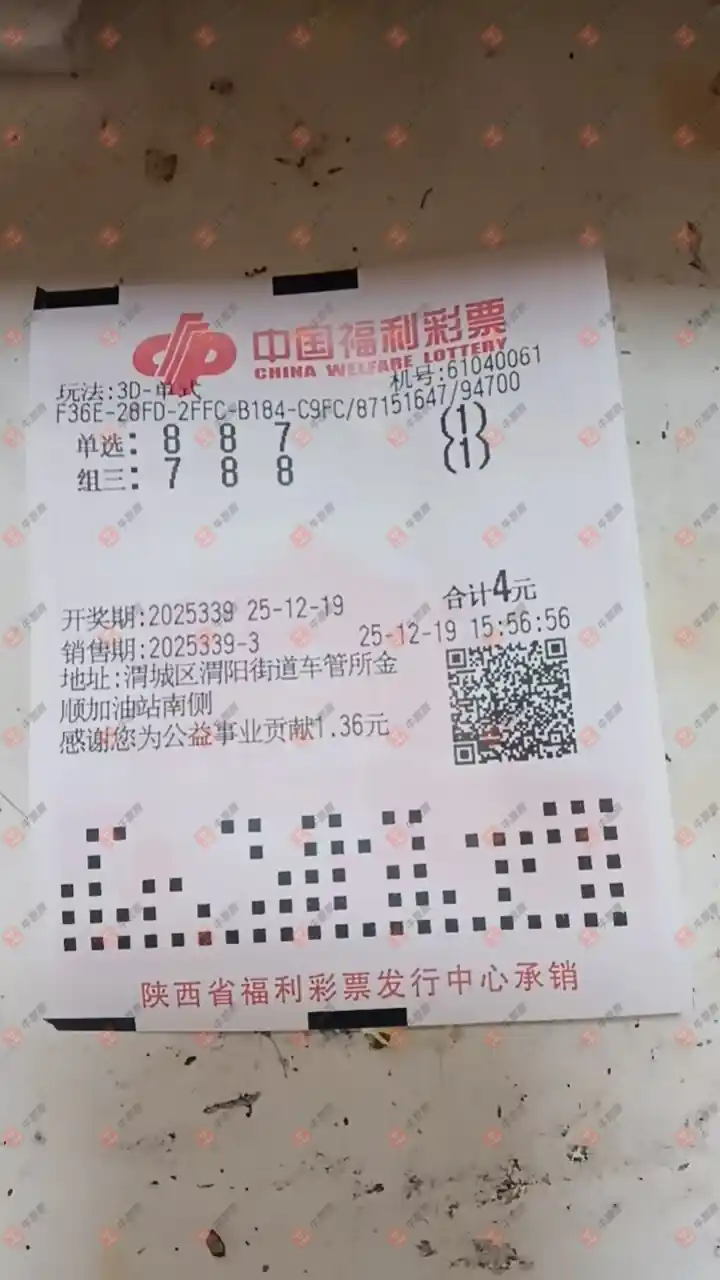 中国福利彩票
CHINA WELFARE LOTTERY
玩法:3D-单式 机号:61040061
F36E-28FD-2FFC-B184-C9FC/87151647/94700
单选: 8 8 7 (1)
组三: 7 8 8 (1)
合计4元
开奖期:2025339 25-12-19
销售期:2025339-3 25-12-19 15:56:56
地址:渭城区渭阳街道车管所金
顺加油站南侧
感谢您为公益事业贡献1.36元
陕西省福利彩票发行中心承销